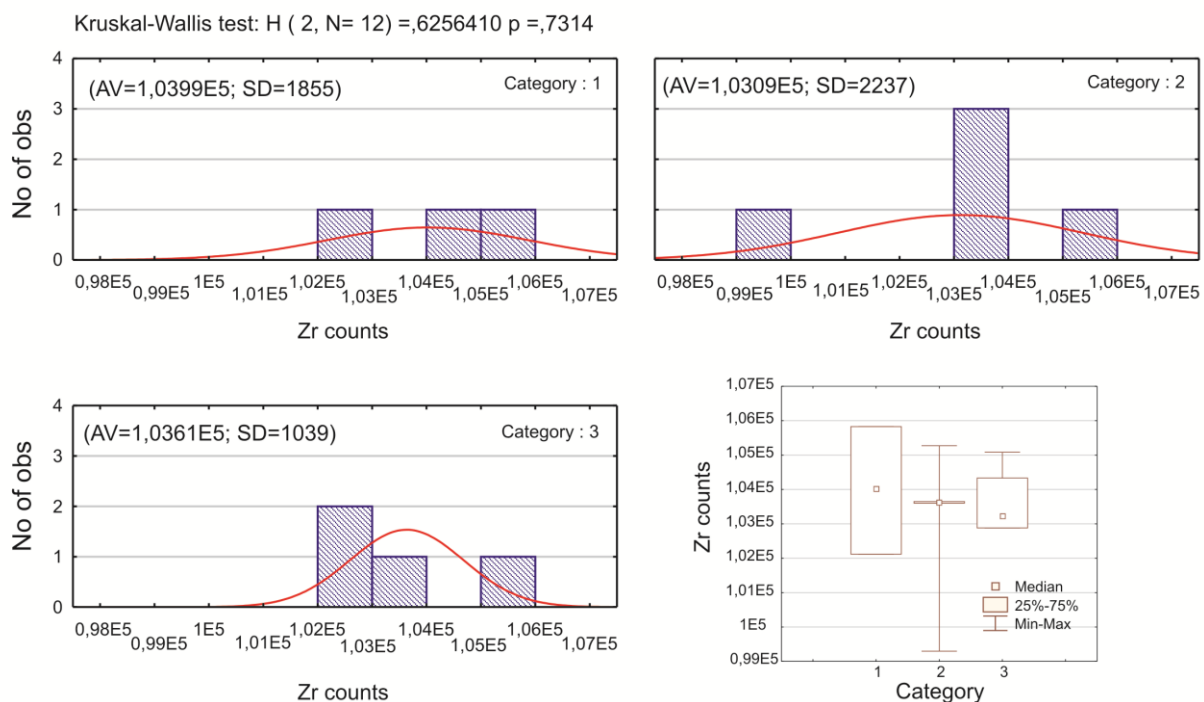 Kruskal-Wallis test: H ( 2, N= 12) =,6256410 p =,7314
4
3
2
1
0
No of obs
(AV=1,0399E5; SD=1855)
Category : 1
0,98E5
0,99E5
1E5
1,01E5
1,02E5
1,03E5
1,04E5
1,05E5
1,06E5
1,07E5
Zr counts
(AV=1,0309E5; SD=2237)
Category : 2
0,98E5
0,99E5
1E5
1,01E5
1,02E5
1,03E5
1,04E5
1,05E5
1,06E5
1,07E5
Zr counts
4
3
2
1
0
No of obs
(AV=1,0361E5; SD=1039)
Category : 3
0,98E5
0,99E5
1E5
1,01E5
1,02E5
1,03E5
1,04E5
1,05E5
1,06E5
1,07E5
Zr counts
1,07E5
1,06E5
1,05E5
1,04E5
1,03E5
1,02E5
1,01E5
1E5
0,99E5
Zr counts
Median
25%-75%
Min-Max
1
2
3
Category